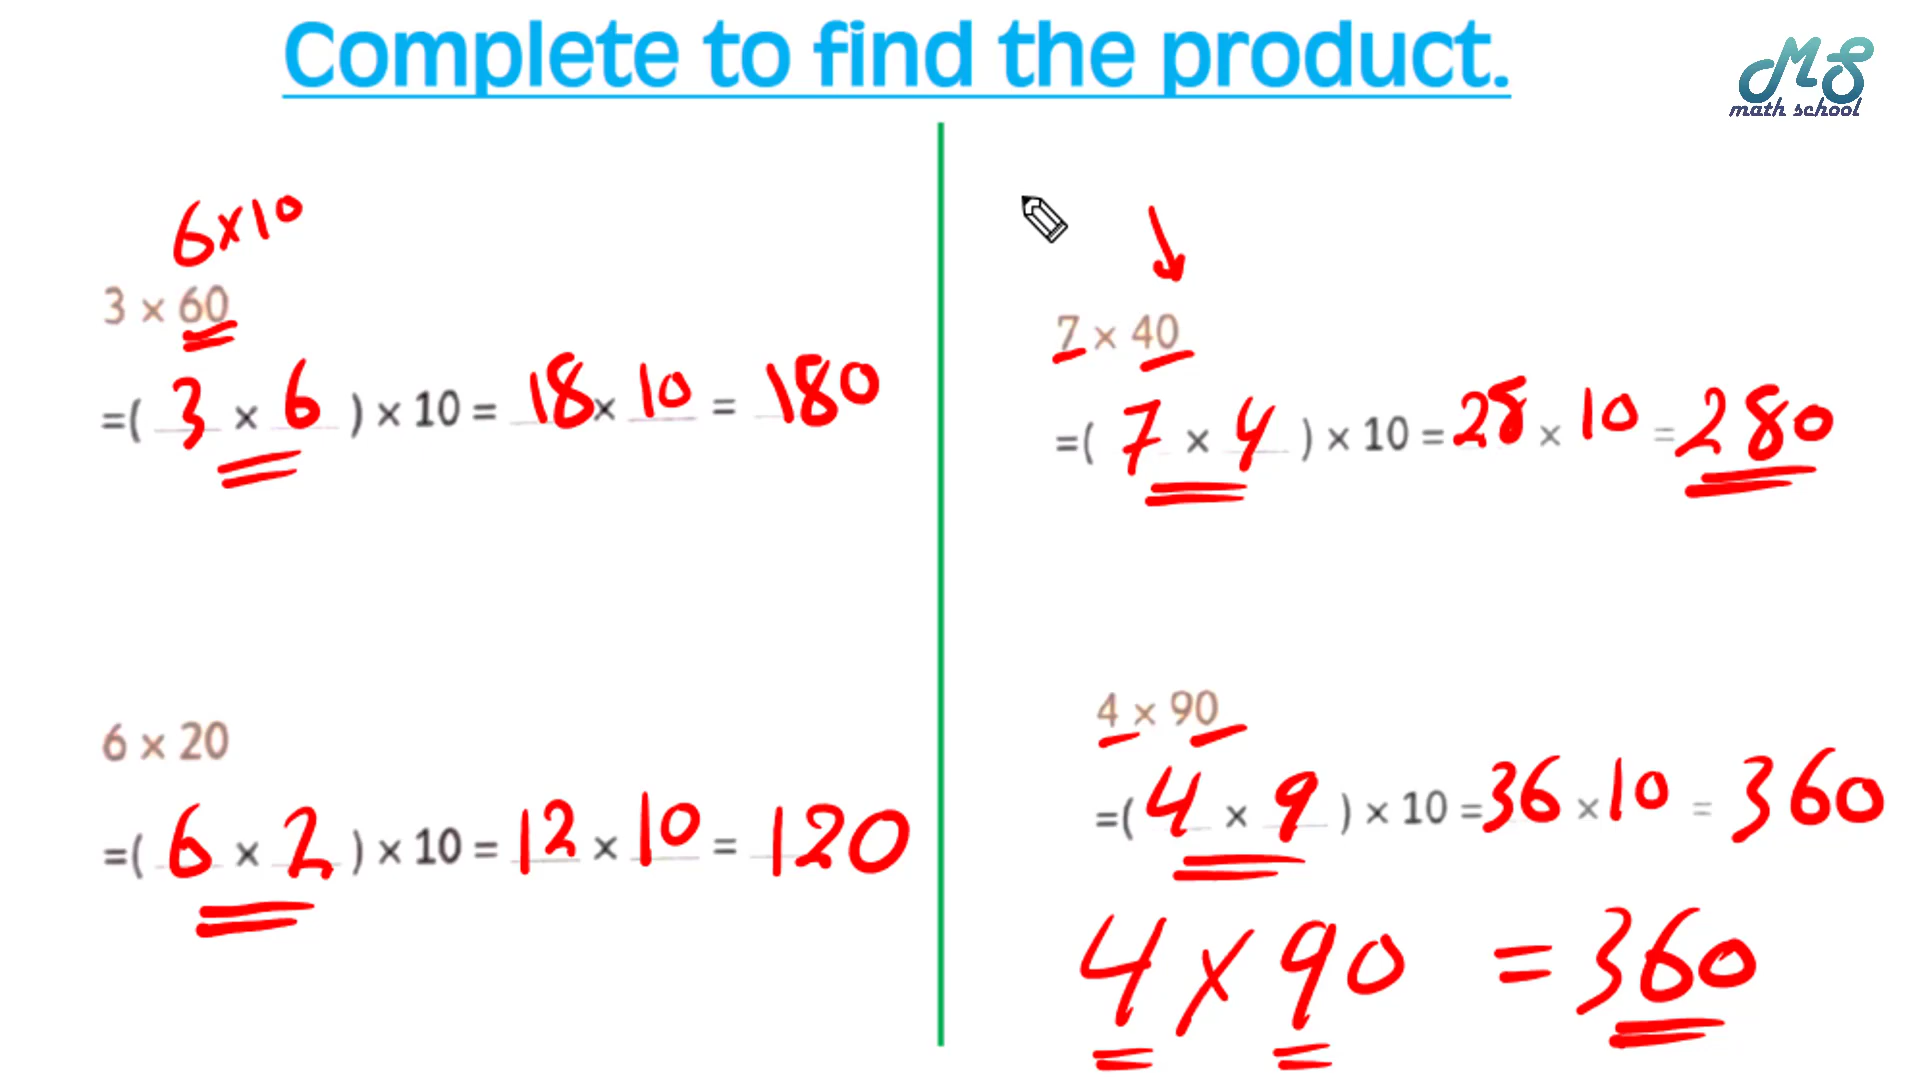 Complete to find the product.
MS
math school
6×10
3 × 60
=( 3 × 6 ) × 10 = 18 × 10 = 180
6 × 20
=( 6 × 2 ) × 10 = 12 × 10 = 120
7 × 40
=( 7 × 4 ) × 10 = 28 × 10 = 280
4 × 90
=( 4 × 9 ) × 10 = 36 × 10 = 360
4 × 90 = 360